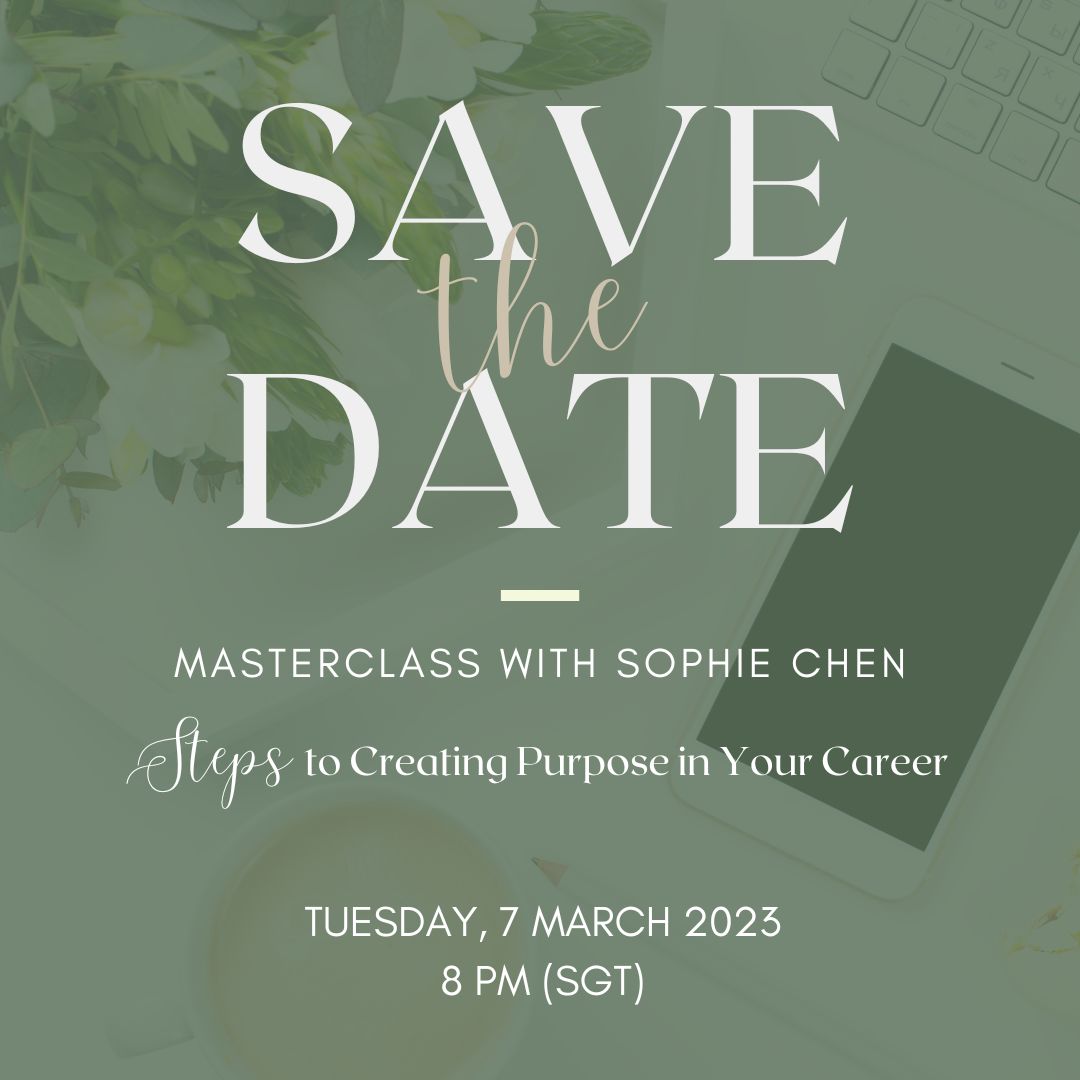 SAVE
the
DATE
MASTERCLASS WITH SOPHIE CHEN
Steps to Creating Purpose in Your Career
TUESDAY, 7 MARCH 2023
8 PM (SGT)